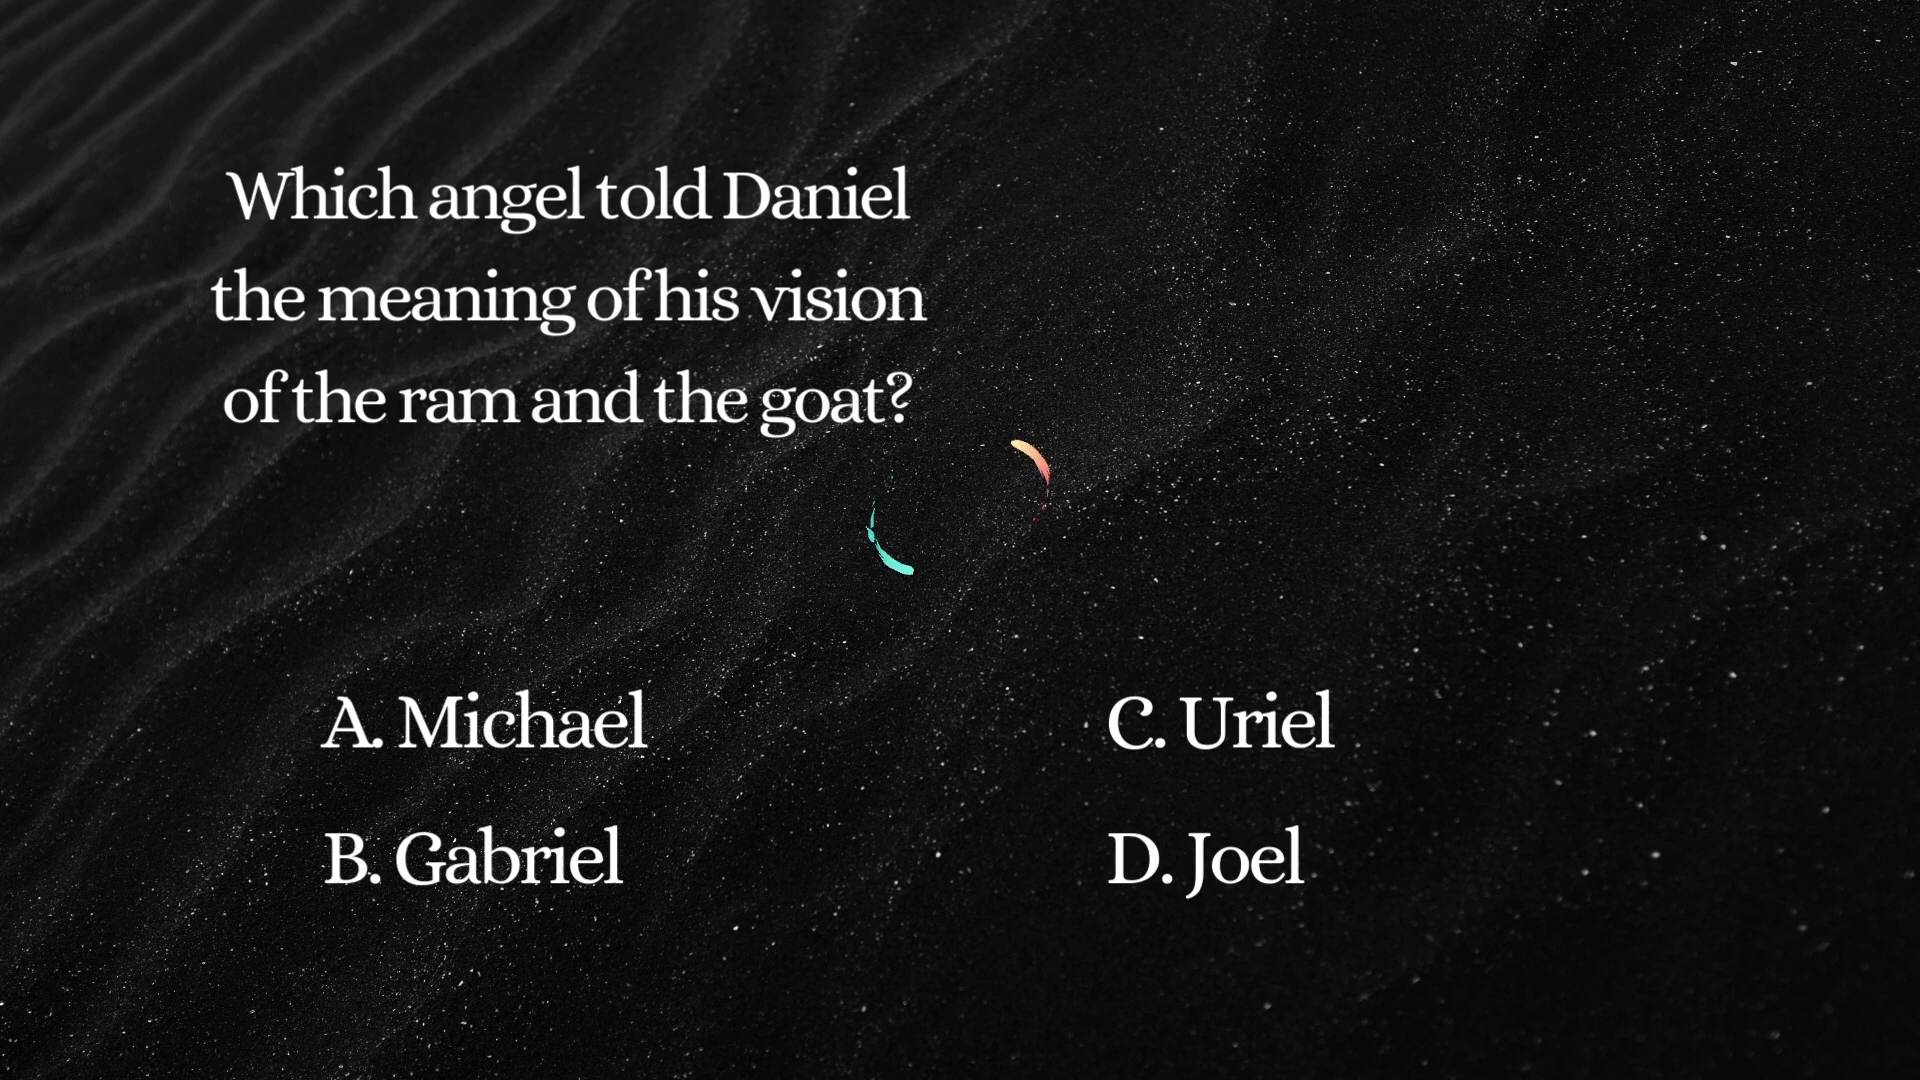 Which angel told Daniel
the meaning of his vision
of the ram and the goat?
A. Michael
B. Gabriel
C. Uriel
D. Joel